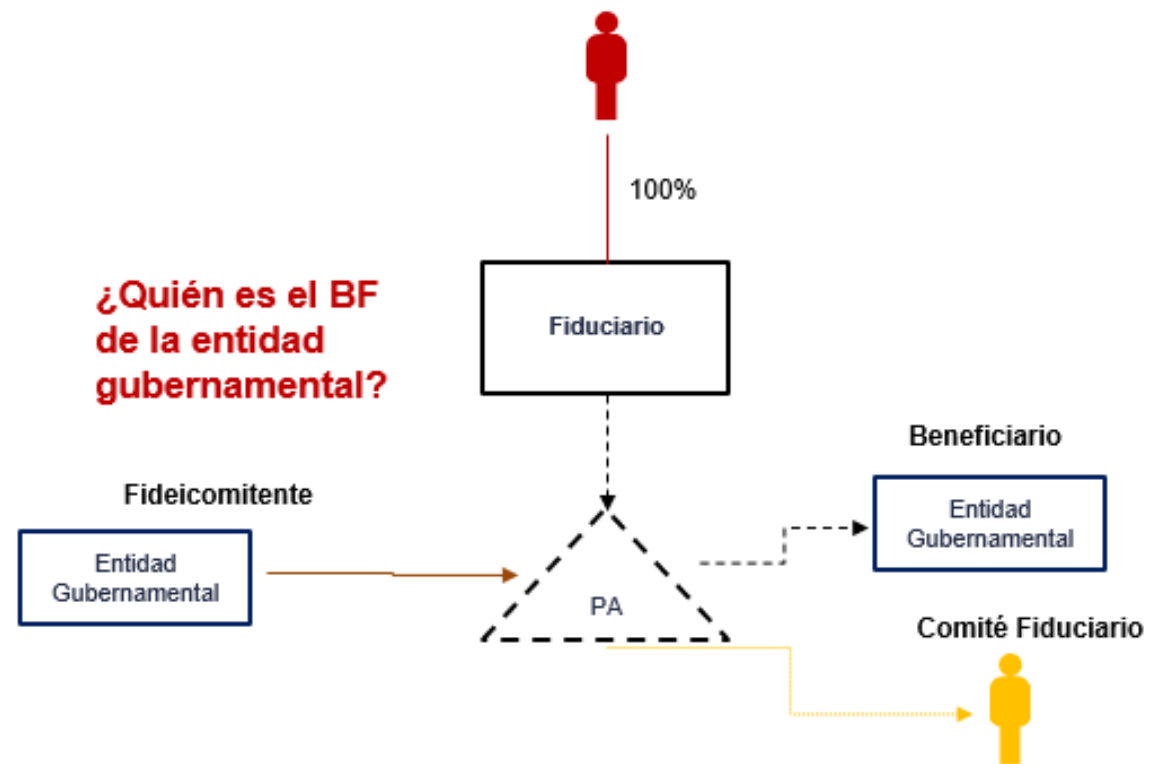 100%
¿Quién es el BF
de la entidad
gubernamental?
Fiduciario
Beneficiario
Fideicomitente
Entidad
Gubernamental
Entidad
Gubernamental
PA
Comité Fiduciario